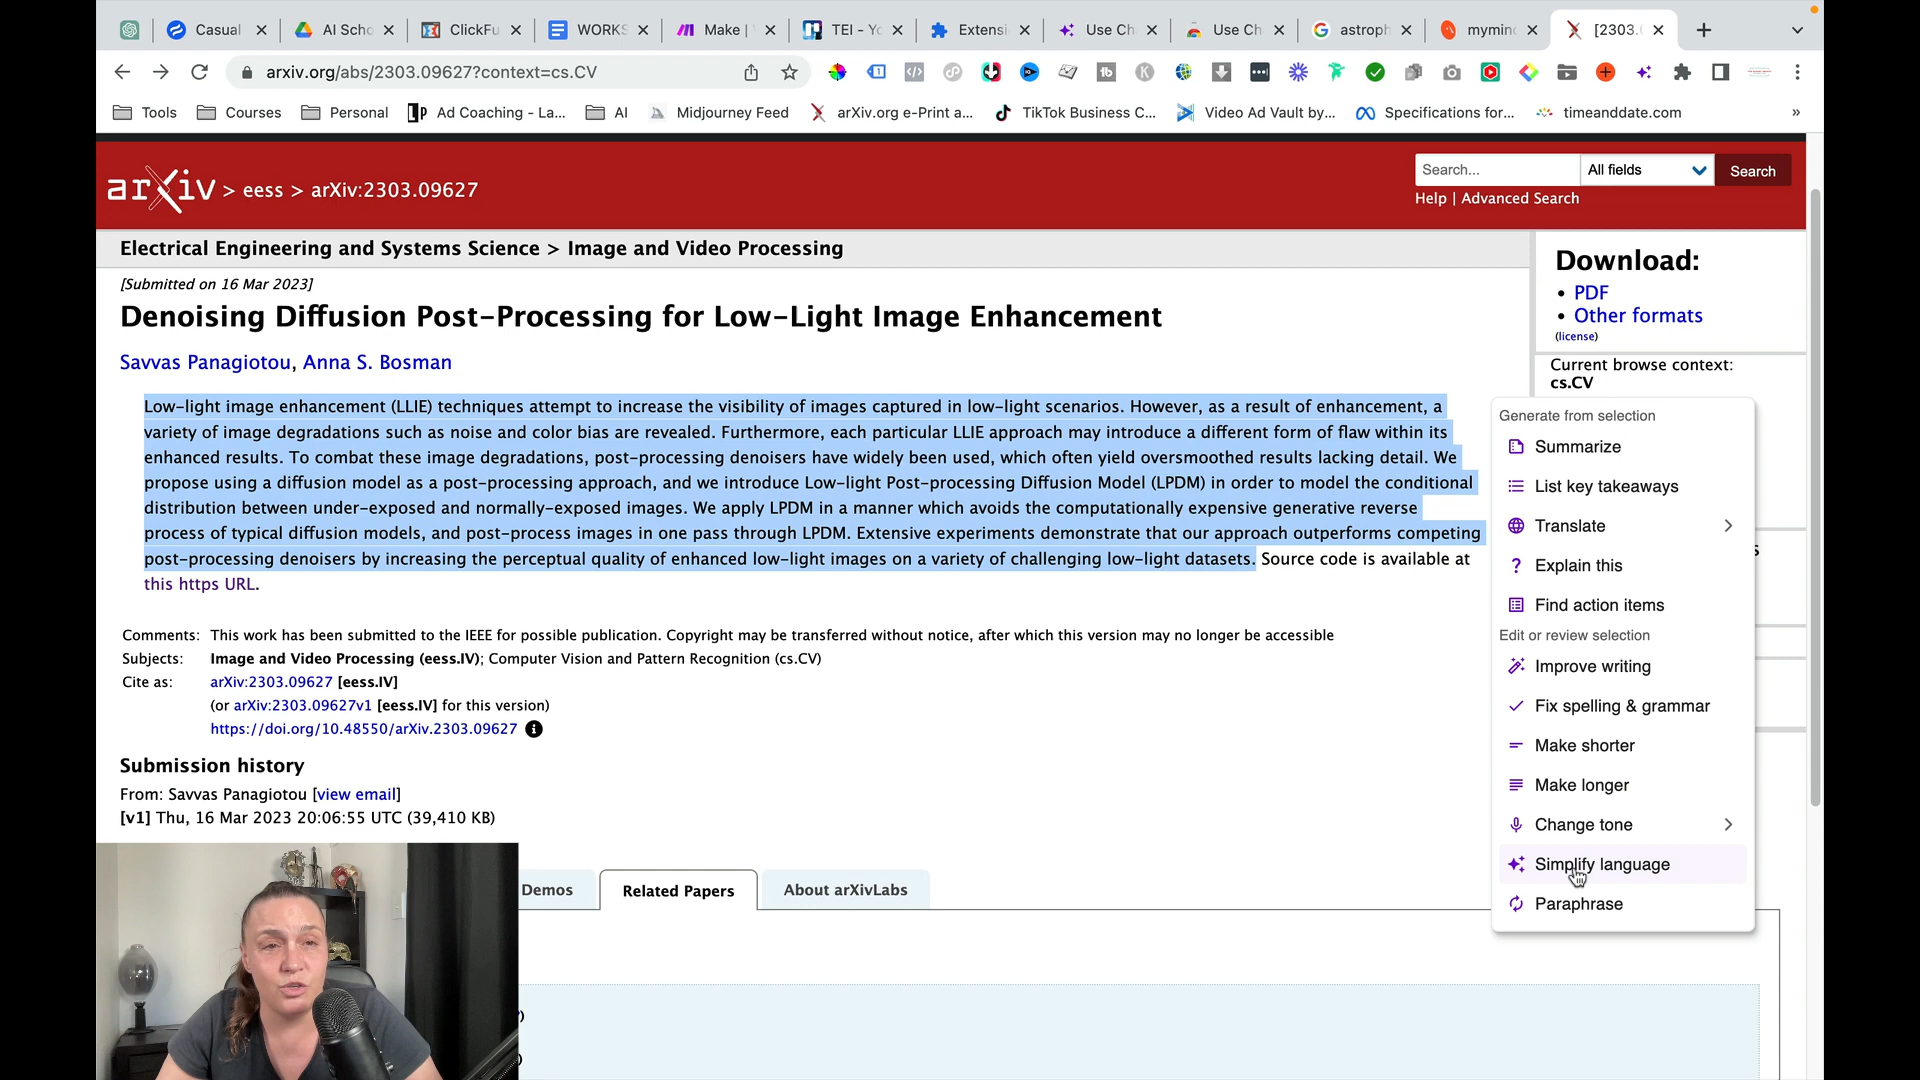 Casual
AI Scho
ClickFu
WORKS
Make |
TEI - Yo
Extensi
Use Ch
Use Ch
astroph
mymind
[2303.0
arxiv.org/abs/2303.09627?context=cs.CV
Tools
Courses
Personal
Ad Coaching - La...
AI
Midjourney Feed
arXiv.org e-Print a...
TikTok Business C...
Video Ad Vault by...
Specifications for...
timeanddate.com
»
arXiv > eess > arXiv:2303.09627
Search...
All fields
Search
Help | Advanced Search
Electrical Engineering and Systems Science > Image and Video Processing
[Submitted on 16 Mar 2023]
Denoising Diffusion Post-Processing for Low-Light Image Enhancement
Savvas Panagiotou, Anna S. Bosman
Low-light image enhancement (LLIE) techniques attempt to increase the visibility of images captured in low-light scenarios. However, as a result of enhancement, a
variety of image degradations such as noise and color bias are revealed. Furthermore, each particular LLIE approach may introduce a different form of flaw within its
enhanced results. To combat these image degradations, post-processing denoisers have widely been used, which often yield oversmoothed results lacking detail. We
propose using a diffusion model as a post-processing approach, and we introduce Low-light Post-processing Diffusion Model (LPDM) in order to model the conditional
distribution between under-exposed and normally-exposed images. We apply LPDM in a manner which avoids the computationally expensive generative reverse
process of typical diffusion models, and post-process images in one pass through LPDM. Extensive experiments demonstrate that our approach outperforms competing
post-processing denoisers by increasing the perceptual quality of enhanced low-light images on a variety of challenging low-light datasets. Source code is available at
this https URL.
Comments: This work has been submitted to the IEEE for possible publication. Copyright may be transferred without notice, after which this version may no longer be accessible
Subjects: Image and Video Processing (eess.IV); Computer Vision and Pattern Recognition (cs.CV)
Cite as: arXiv:2303.09627 [eess.IV]
(or arXiv:2303.09627v1 [eess.IV] for this version)
https://doi.org/10.48550/arXiv.2303.09627
Submission history
From: Savvas Panagiotou [view email]
[v1] Thu, 16 Mar 2023 20:06:55 UTC (39,410 KB)
Demos
Related Papers
About arXivLabs
Download:
• PDF
• Other formats
(license)
Current browse context:
cs.CV
Generate from selection
Summarize
List key takeaways
Translate
Explain this
Find action items
Edit or review selection
Improve writing
Fix spelling & grammar
Make shorter
Make longer
Change tone
Simplify language
Paraphrase